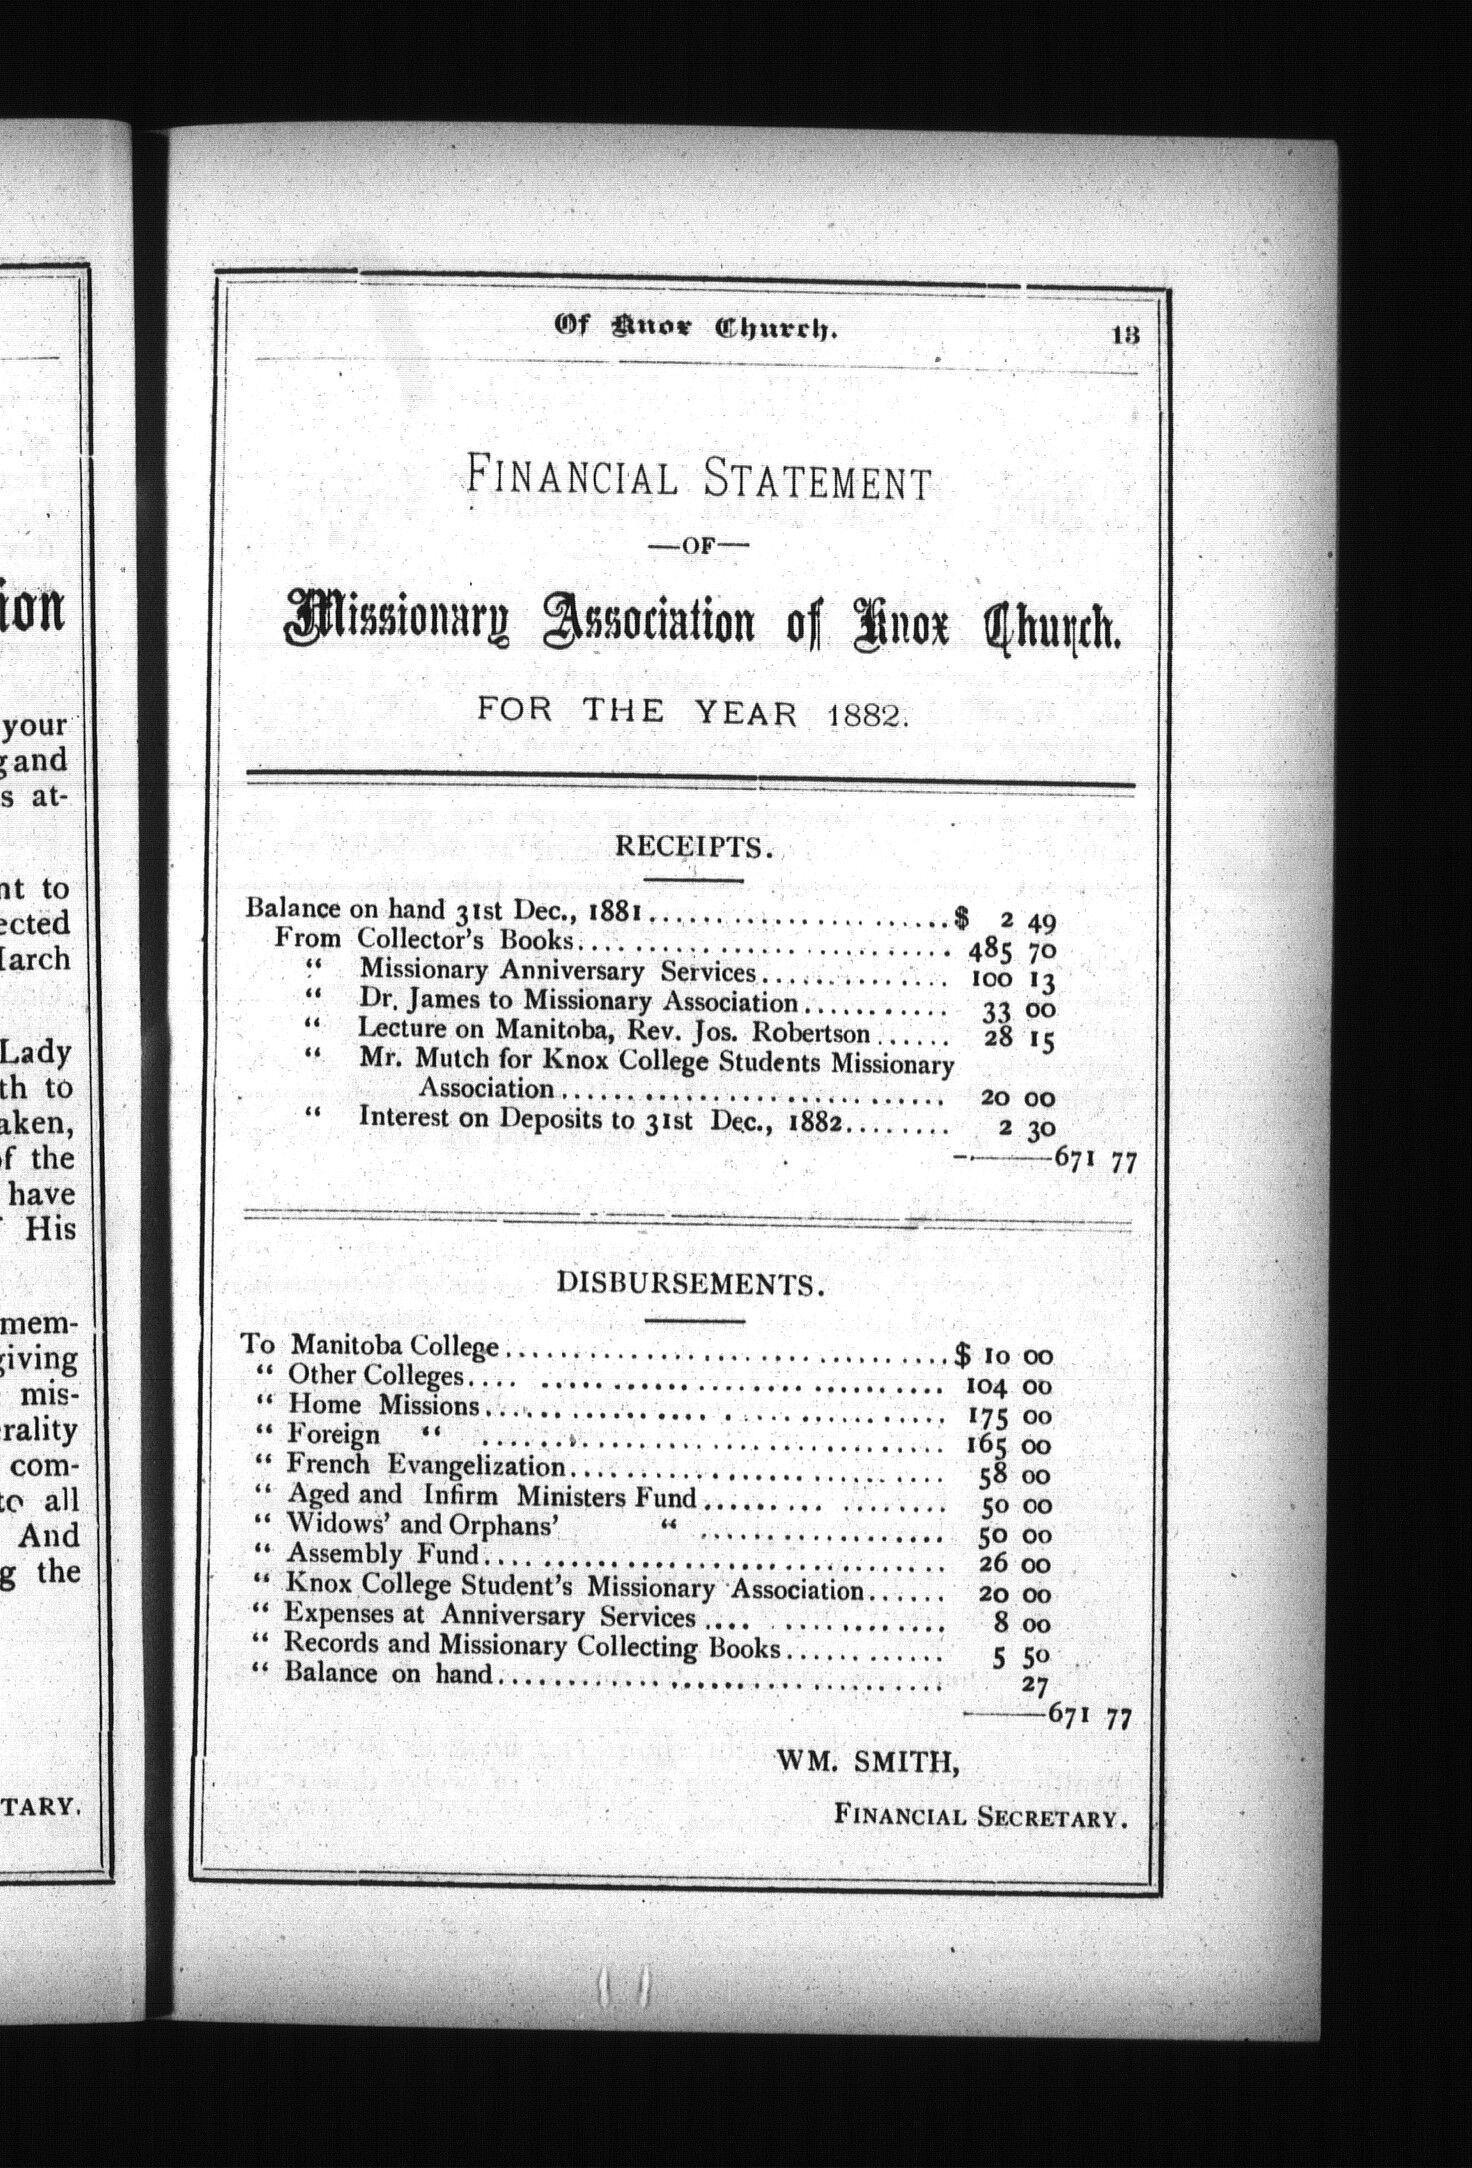 ion
your
gand
s at-
nt to
ected
March
Lady
th to
aken,
of the
have
His
mem-
giving
mis-
rality
com-
to all
And
g the
TARY.
Of Knox Church. 13
FINANCIAL STATEMENT
—OF—
Missionary Association of Knox Church.
FOR THE YEAR 1882.
RECEIPTS.
Balance on hand 31st Dec., 1881......................$ 2 49
From Collector's Books........................... 485 70
“ Missionary Anniversary Services.............. 100 13
“ Dr. James to Missionary Association........... 33 00
“ Lecture on Manitoba, Rev. Jos. Robertson...... 28 15
“ Mr. Mutch for Knox College Students Missionary
Association............................ 20 00
“ Interest on Deposits to 31st Dec., 1882........ 2 30
———671 77
DISBURSEMENTS.
To Manitoba College................................$ 10 00
“ Other Colleges.... ............................. 104 00
“ Home Missions................................. 175 00
“ Foreign “ ................................. 165 00
“ French Evangelization........................... 58 00
“ Aged and Infirm Ministers Fund......... ........ 50 00
“ Widows' and Orphans' “ .................. 50 00
“ Assembly Fund................................. 26 00
“ Knox College Student's Missionary Association...... 20 00
“ Expenses at Anniversary Services .... ............. 8 00
“ Records and Missionary Collecting Books............ 5 50
“ Balance on hand................................ 27
———671 77
WM. SMITH,
FINANCIAL SECRETARY.